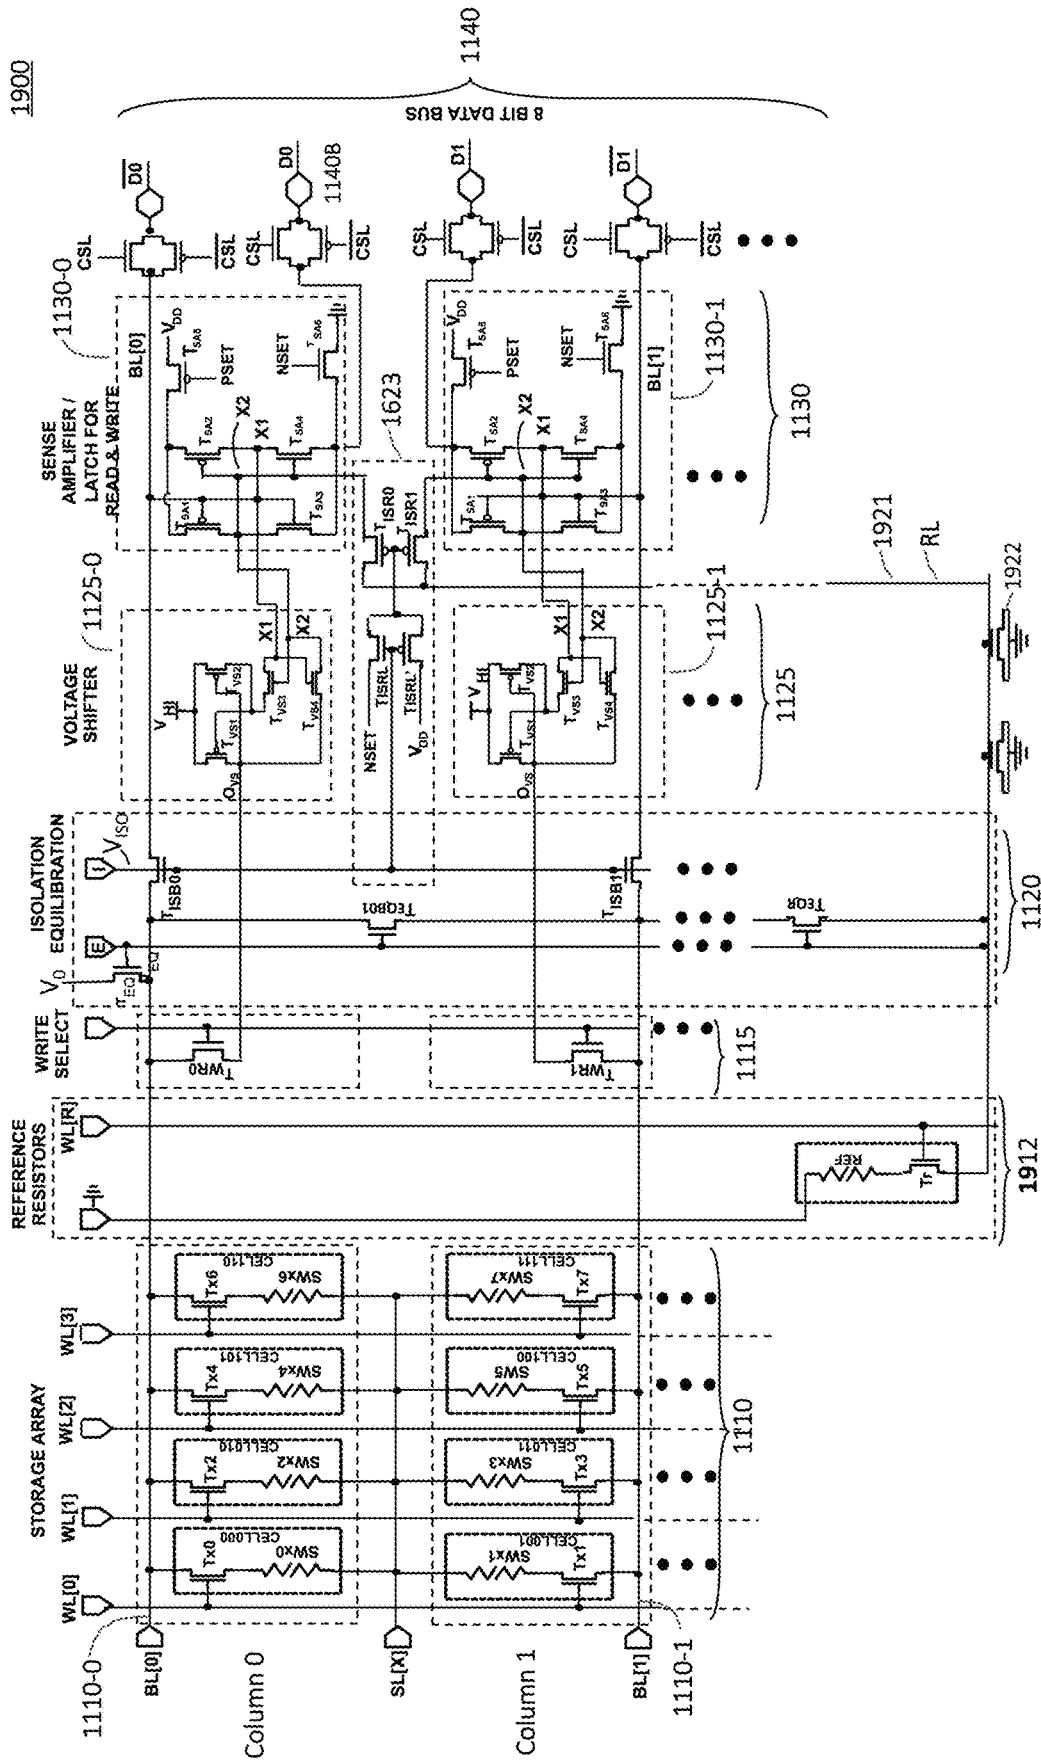 1900
STORAGE ARRAY
REFERENCE
RESISTORS
WRITE
SELECT
ISOLATION
EQUILIBRATION
VOLTAGE
SHIFTER
SENSE
AMPLIFIER /
LATCH FOR
READ & WRITE
8 BIT DATA BUS
1140
WL[0]
WL[1]
WL[2]
WL[3]
WL[R]
V0
E
I
VISO
1125-0
1130-0
1110-0
BL[0]
Column 0
CELL000
Tx0
SWx0
CELL010
Tx2
SWx2
CELL101
Tx4
SWx4
CELL110
Tx6
SWx6
TWR0
TEQ
EQ
TISB0
TEQB01
VHI
TVS1
TVS2
TVS3
TVS4
OVS
X1
X2
BL[0]
TSA1
TSA2
TSA3
TSA4
TSA5
TSA6
VDD
PSET
NSET
X1
X2
CSL
CSL
D0
CSL
CSL
D0
1140B
SL[X]
NSET
TISRL
TISRL'
VDD
TISR0
TISR1
1623
Column 1
BL[1]
1110-1
CELL001
SWx1
Tx1
CELL011
SWx3
Tx3
CELL100
SW5
Tx5
CELL111
SWx7
Tx7
TWR1
TISB1
VHI
TVS1
TVS2
TVS3
TVS4
OVS
X1
X2
1125-1
TSA1
TSA2
TSA3
TSA4
TSA5
TSA6
VDD
PSET
NSET
X1
X2
BL[1]
1130-1
CSL
CSL
D1
CSL
CSL
D1
1110
REF
Tr
1912
1115
TEQR
1120
1125
1130
1921
RL
1922